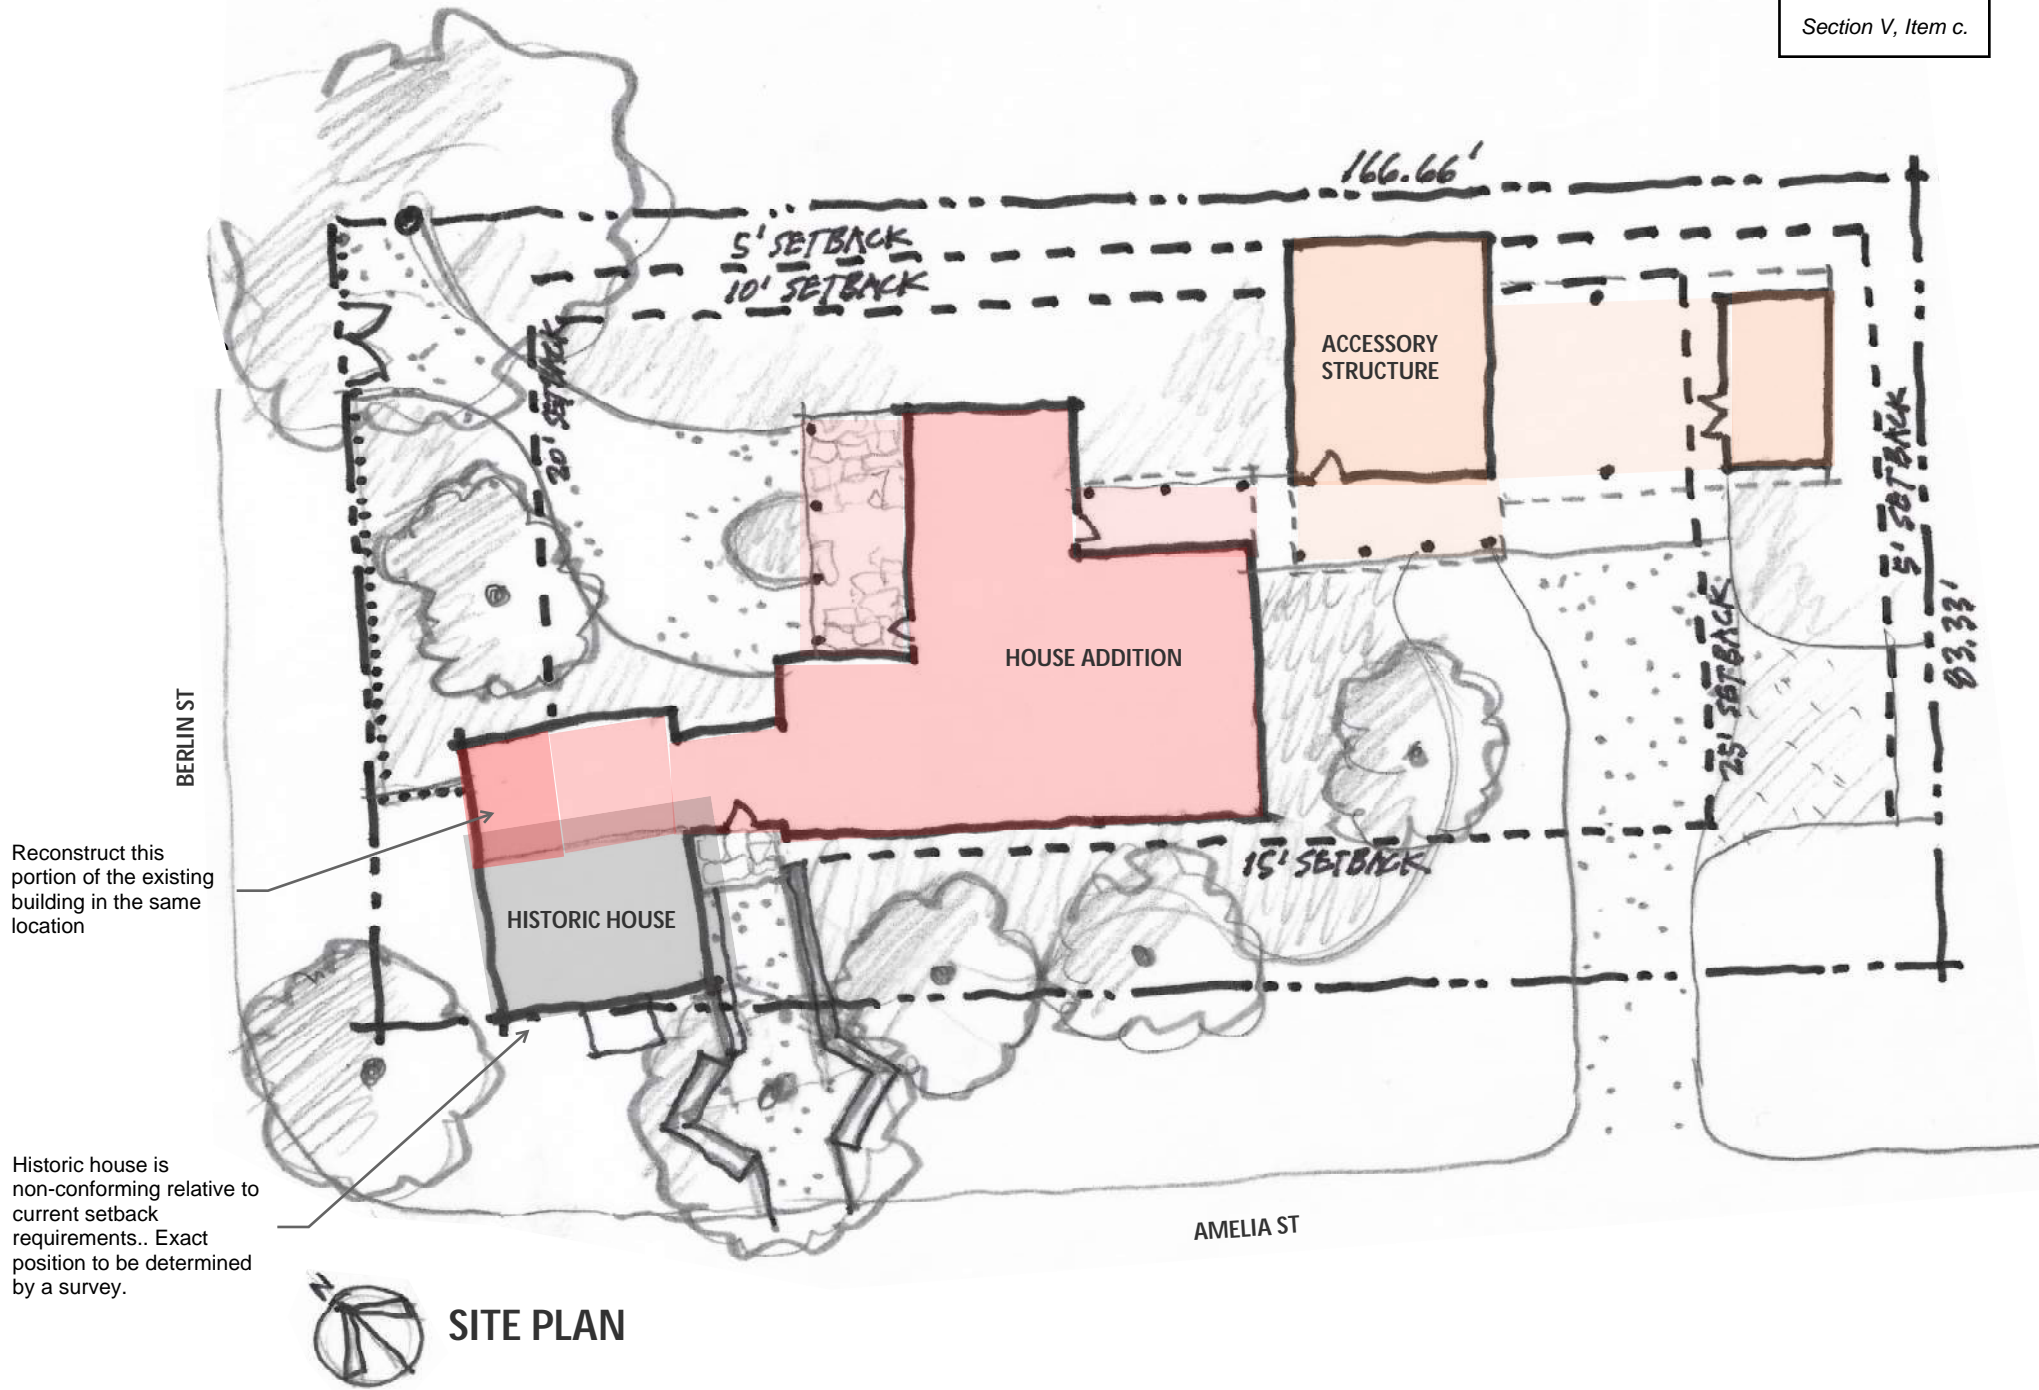 Section V, Item c.
166.66'
5' SETBACK
10' SETBACK
20' SETBACK
ACCESSORY
STRUCTURE
5' SETBACK
83.33'
HOUSE ADDITION
25' SETBACK
BERLIN ST
15' SETBACK
Reconstruct this
portion of the existing
building in the same
location
HISTORIC HOUSE
Historic house is
non-conforming relative to
current setback
requirements.. Exact
position to be determined
by a survey.
AMELIA ST
N
SITE PLAN